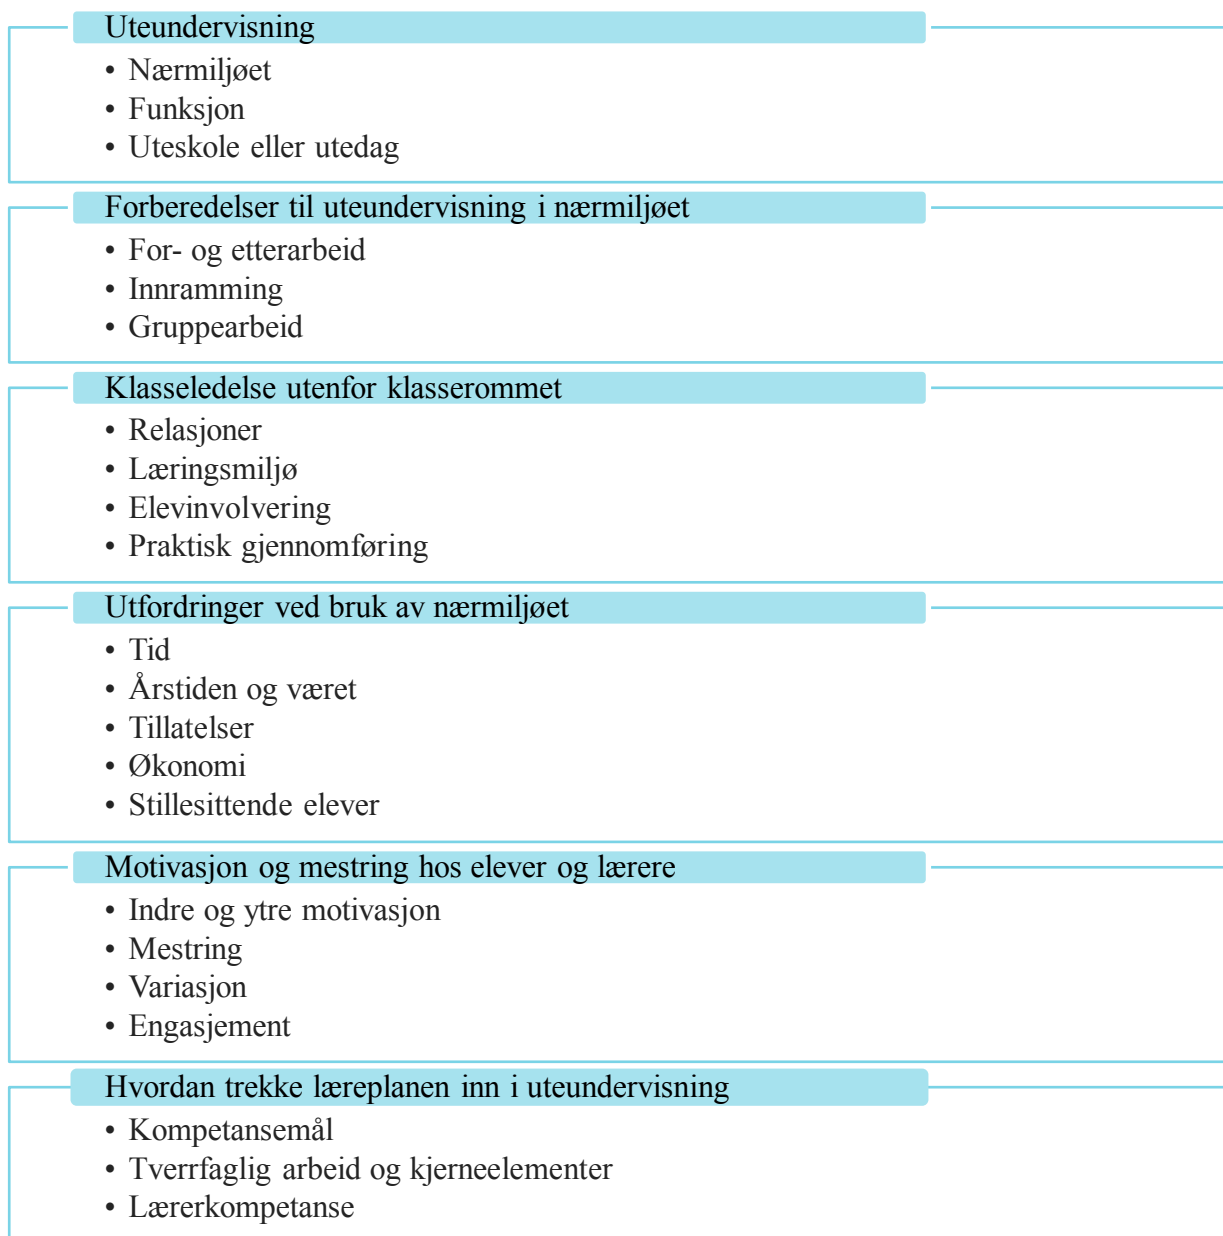 Uteundervisning
• Nærmiljøet
• Funksjon
• Uteskole eller utedag
Forberedelser til uteundervisning i nærmiljøet
• For- og etterarbeid
• Innramming
• Gruppearbeid
Klasseledelse utenfor klasserommet
• Relasjoner
• Læringsmiljø
• Elevinvolvering
• Praktisk gjennomføring
Utfordringer ved bruk av nærmiljøet
• Tid
• Årstiden og været
• Tillatelser
• Økonomi
• Stillesittende elever
Motivasjon og mestring hos elever og lærere
• Indre og ytre motivasjon
• Mestring
• Variasjon
• Engasjement
Hvordan trekke læreplanen inn i uteundervisning
• Kompetansemål
• Tverrfaglig arbeid og kjerneelementer
• Lærerkompetanse